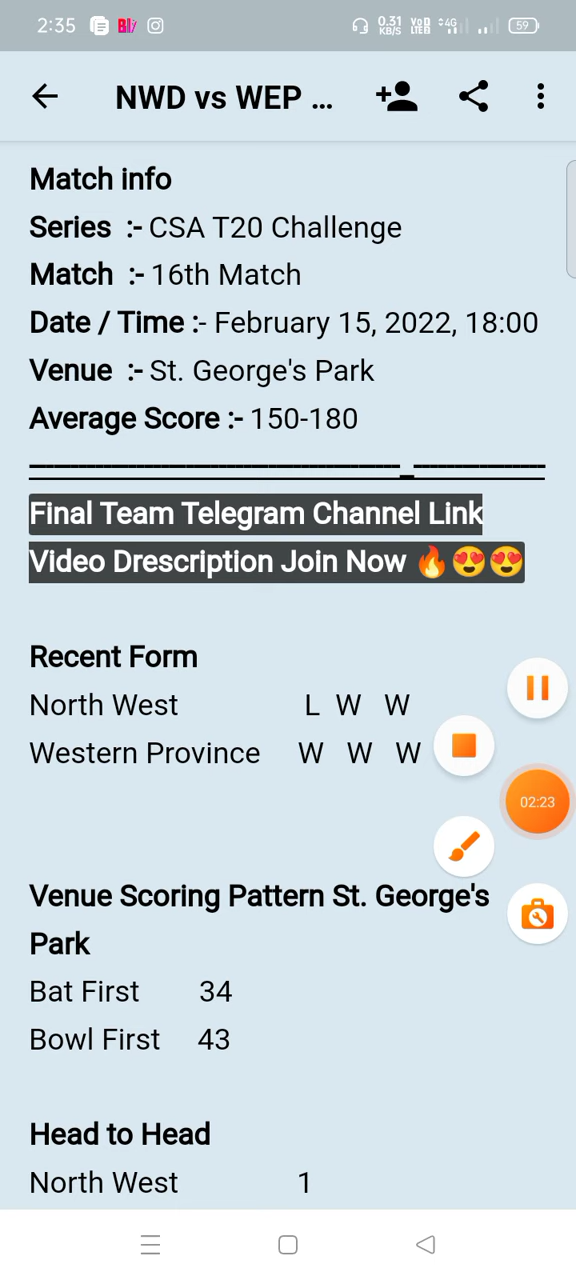 2:35 0.31 KB/S VoD LTE 4G 59
NWD vs WEP ...
Match info
Series :- CSA T20 Challenge
Match :- 16th Match
Date / Time :- February 15, 2022, 18:00
Venue :- St. George's Park
Average Score :- 150-180
Final Team Telegram Channel Link
Video Drescription Join Now 🔥😍😍
Recent Form
North West L W W
Western Province W W W
02:23
Venue Scoring Pattern St. George's
Park
Bat First 34
Bowl First 43
Head to Head
North West 1